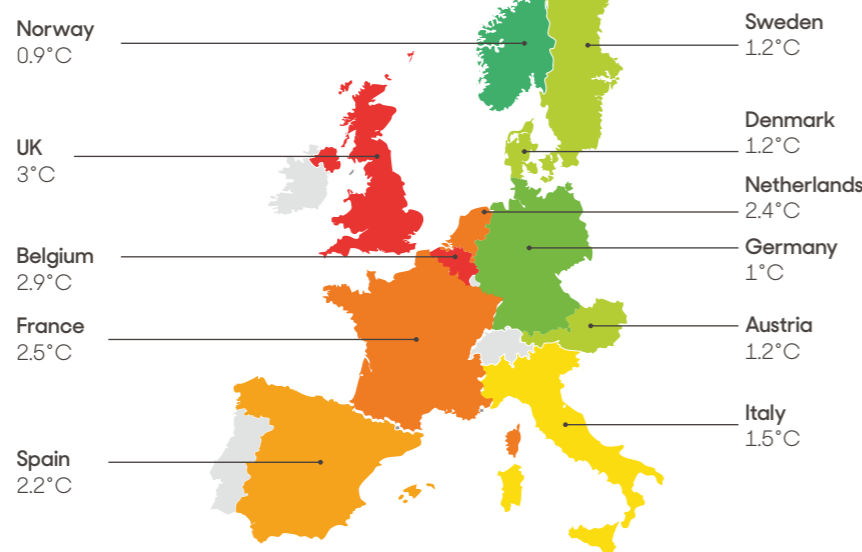 Norway
0.9°C
UK
3°C
Belgium
2.9°C
France
2.5°C
Spain
2.2°C
Sweden
1.2°C
Denmark
1.2°C
Netherlands
2.4°C
Germany
1°C
Austria
1.2°C
Italy
1.5°C